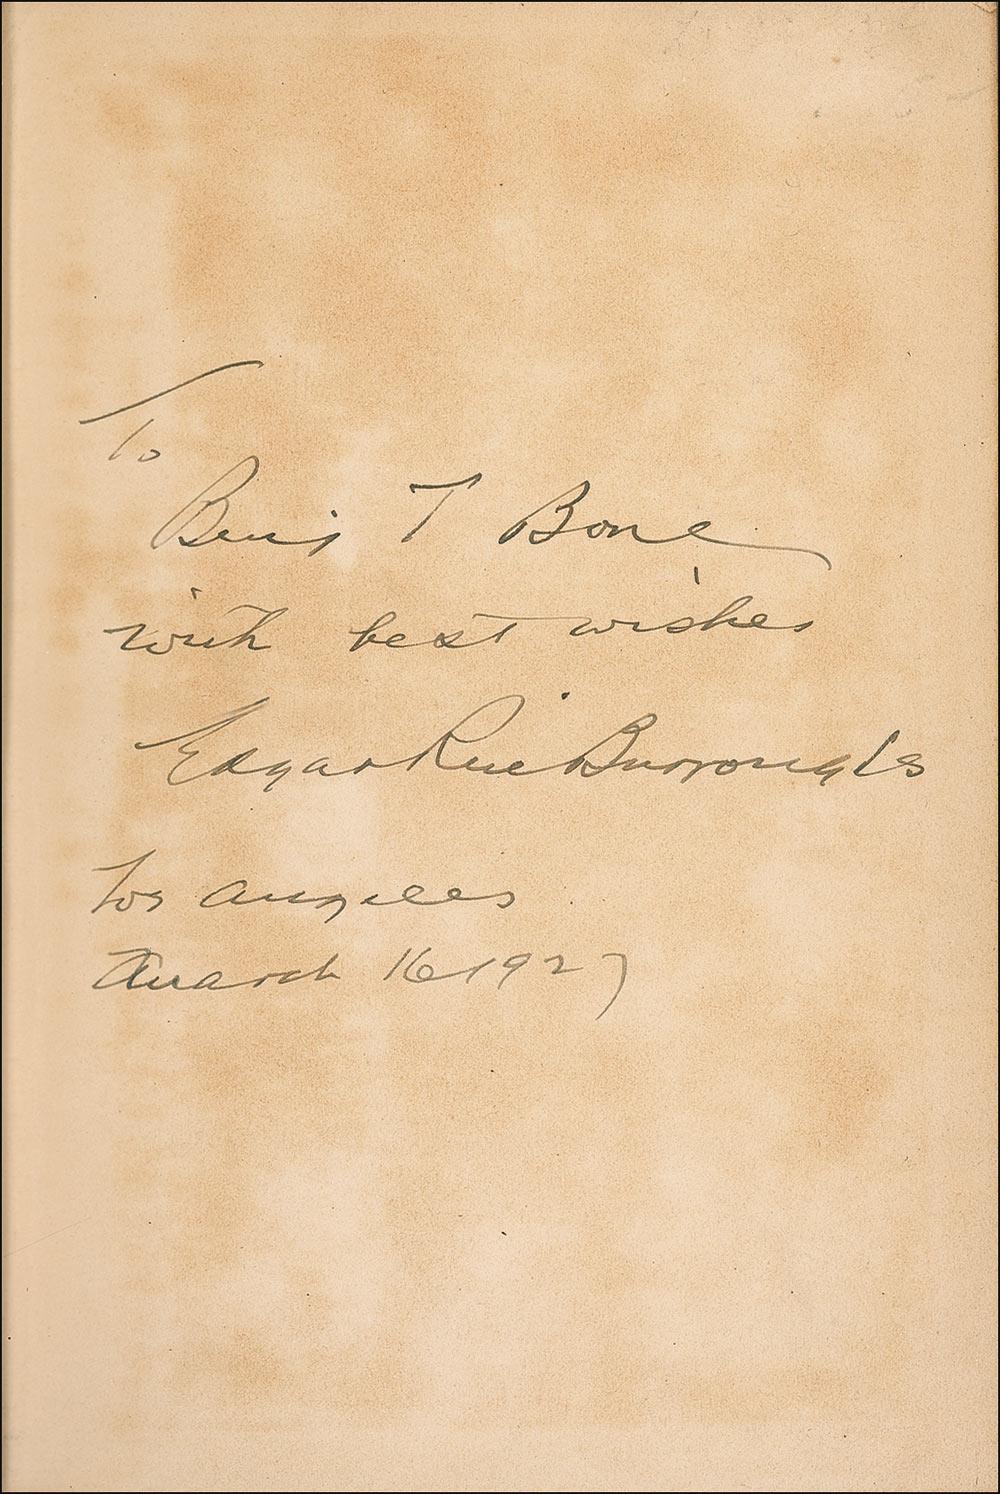 To
Benj T Bone
with best wishes
Edgar Rice Burroughs
Los Angeles
March 16 1927